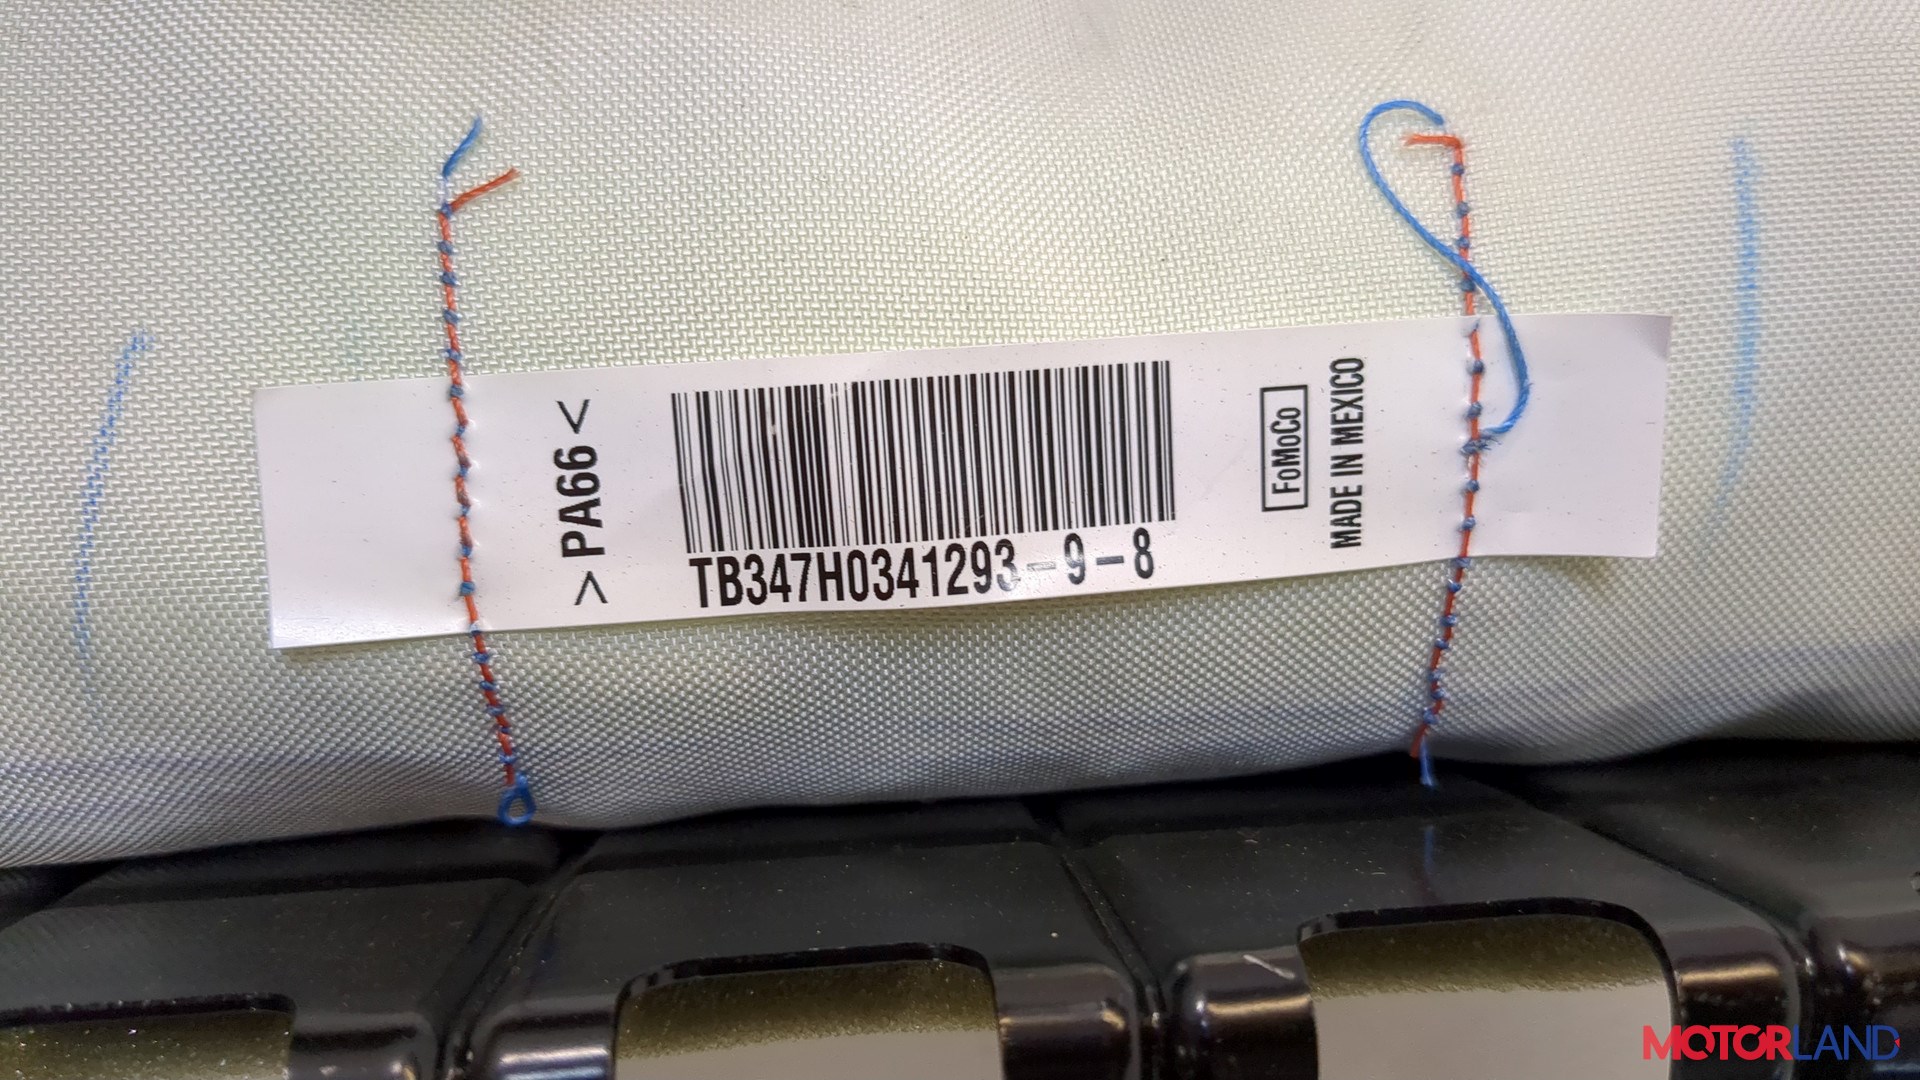 >PA66<
TB347H0341293-9-8
FoMoCo
MADE IN MEXICO
MOTORLAND